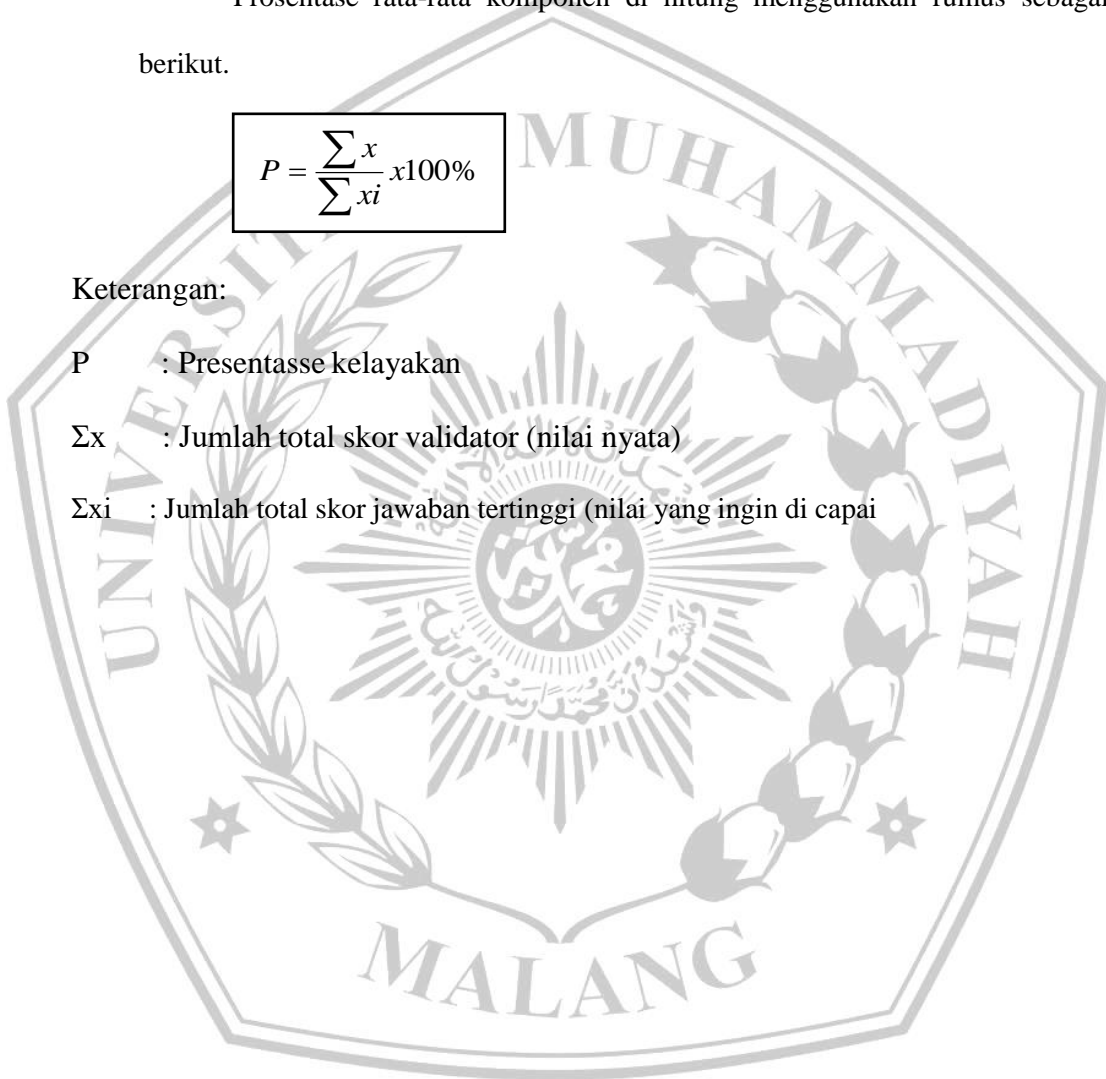 Prosentase rata-rata komponen di hitung menggunakan rumus sebagai
berikut.
P = ∑x / ∑xi x100%
Keterangan:
P : Presentasse kelayakan
Σx : Jumlah total skor validator (nilai nyata)
Σxi : Jumlah total skor jawaban tertinggi (nilai yang ingin di capai
MUHAMMADIYAH
MALANG